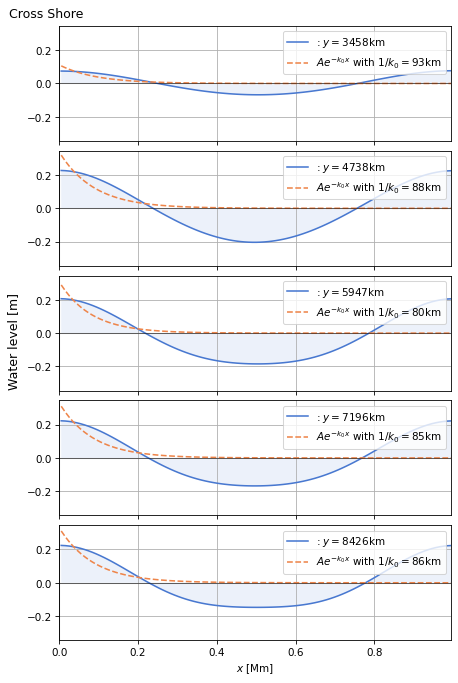 Cross Shore
Water level [m]
0.2
0.0
−0.2
: y = 3458km
Ae^{−k₀x} with 1/k₀ = 93km
0.2
0.0
−0.2
: y = 4738km
Ae^{−k₀x} with 1/k₀ = 88km
0.2
0.0
−0.2
: y = 5947km
Ae^{−k₀x} with 1/k₀ = 80km
0.2
0.0
−0.2
: y = 7196km
Ae^{−k₀x} with 1/k₀ = 85km
0.2
0.0
−0.2
: y = 8426km
Ae^{−k₀x} with 1/k₀ = 86km
0.0 0.2 0.4 0.6 0.8
x [Mm]